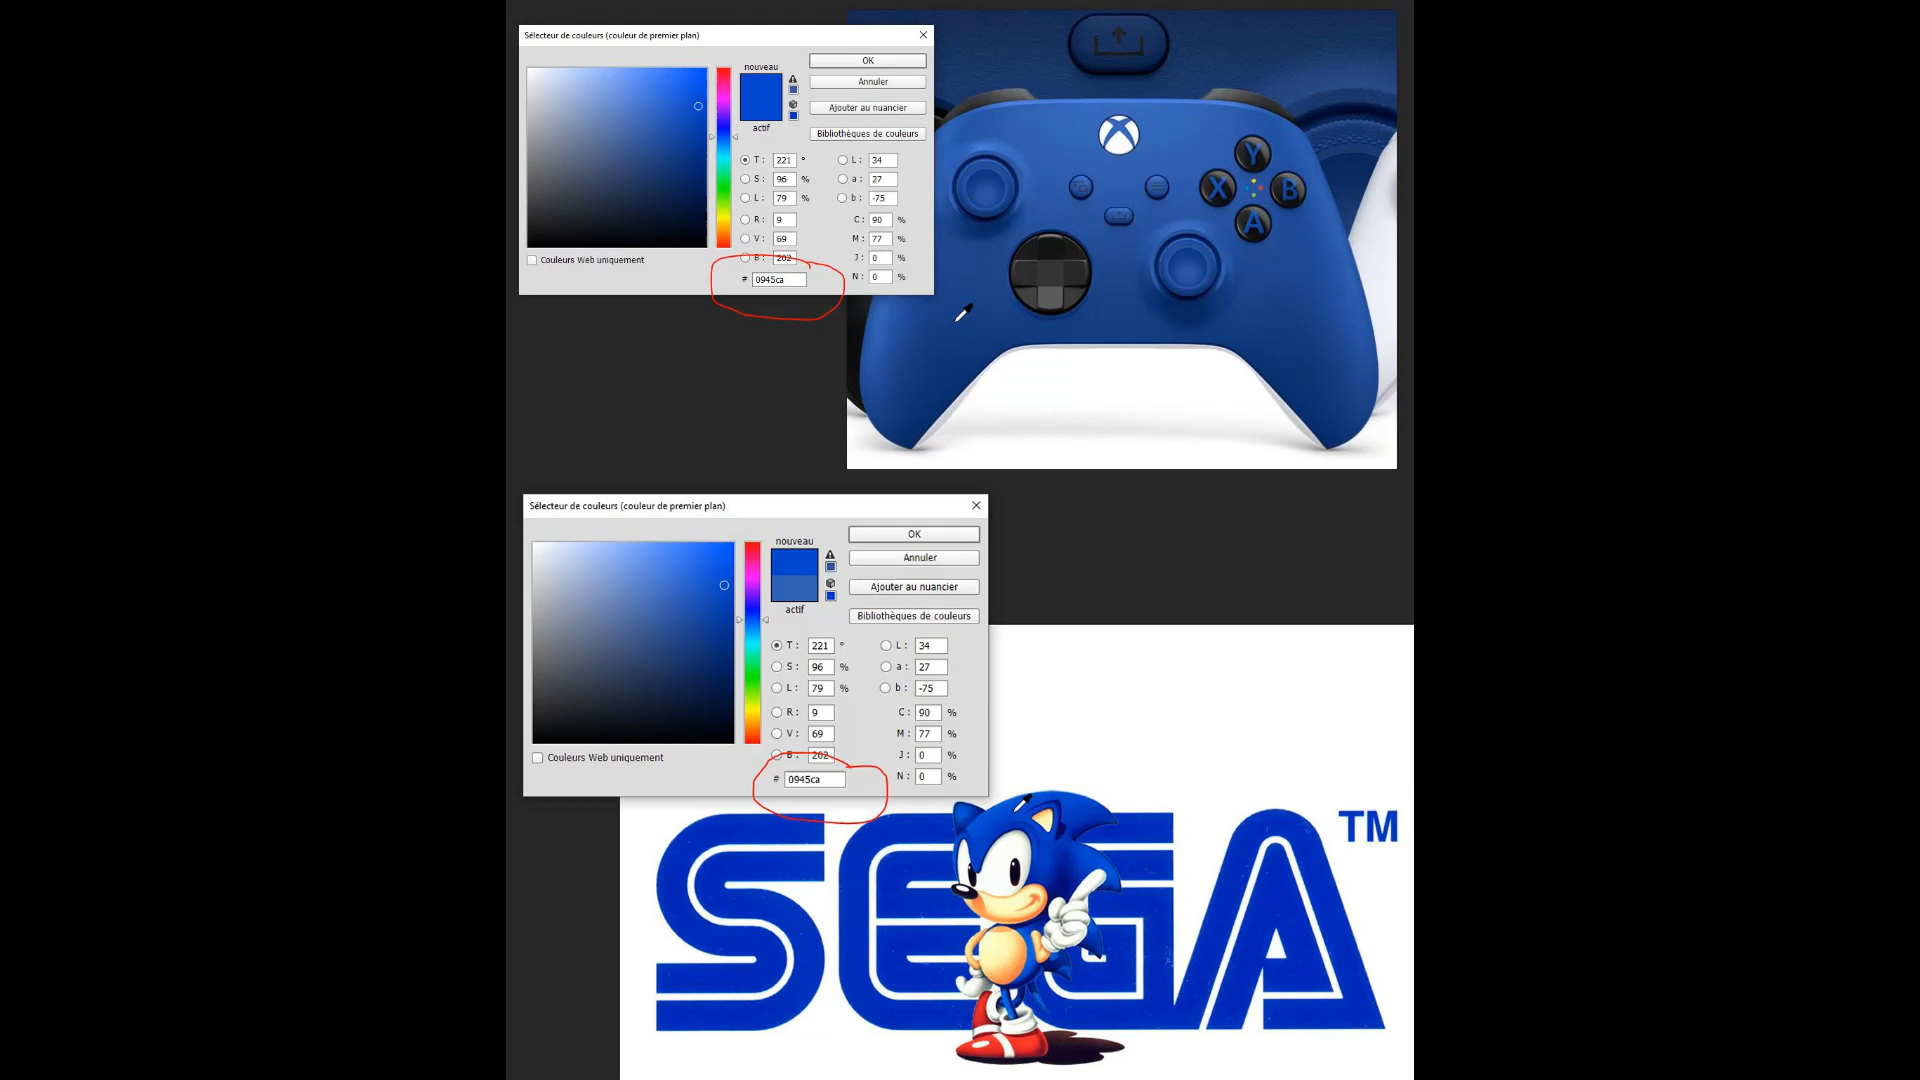 Sélecteur de couleurs (couleur de premier plan)
nouveau
actif
OK
Annuler
Ajouter au nuancier
Bibliothèques de couleurs
T : 221 ° L : 34
S : 96 % a : 27
L : 79 % b : -75
R : 9 C : 90 %
V : 69 M : 77 %
B : 202 J : 0 %
# 0945ca N : 0 %
Couleurs Web uniquement
Y
X B
A
Sélecteur de couleurs (couleur de premier plan)
nouveau
actif
OK
Annuler
Ajouter au nuancier
Bibliothèques de couleurs
T : 221 ° L : 34
S : 96 % a : 27
L : 79 % b : -75
R : 9 C : 90 %
V : 69 M : 77 %
B : 202 J : 0 %
# 0945ca N : 0 %
Couleurs Web uniquement
SEGA TM